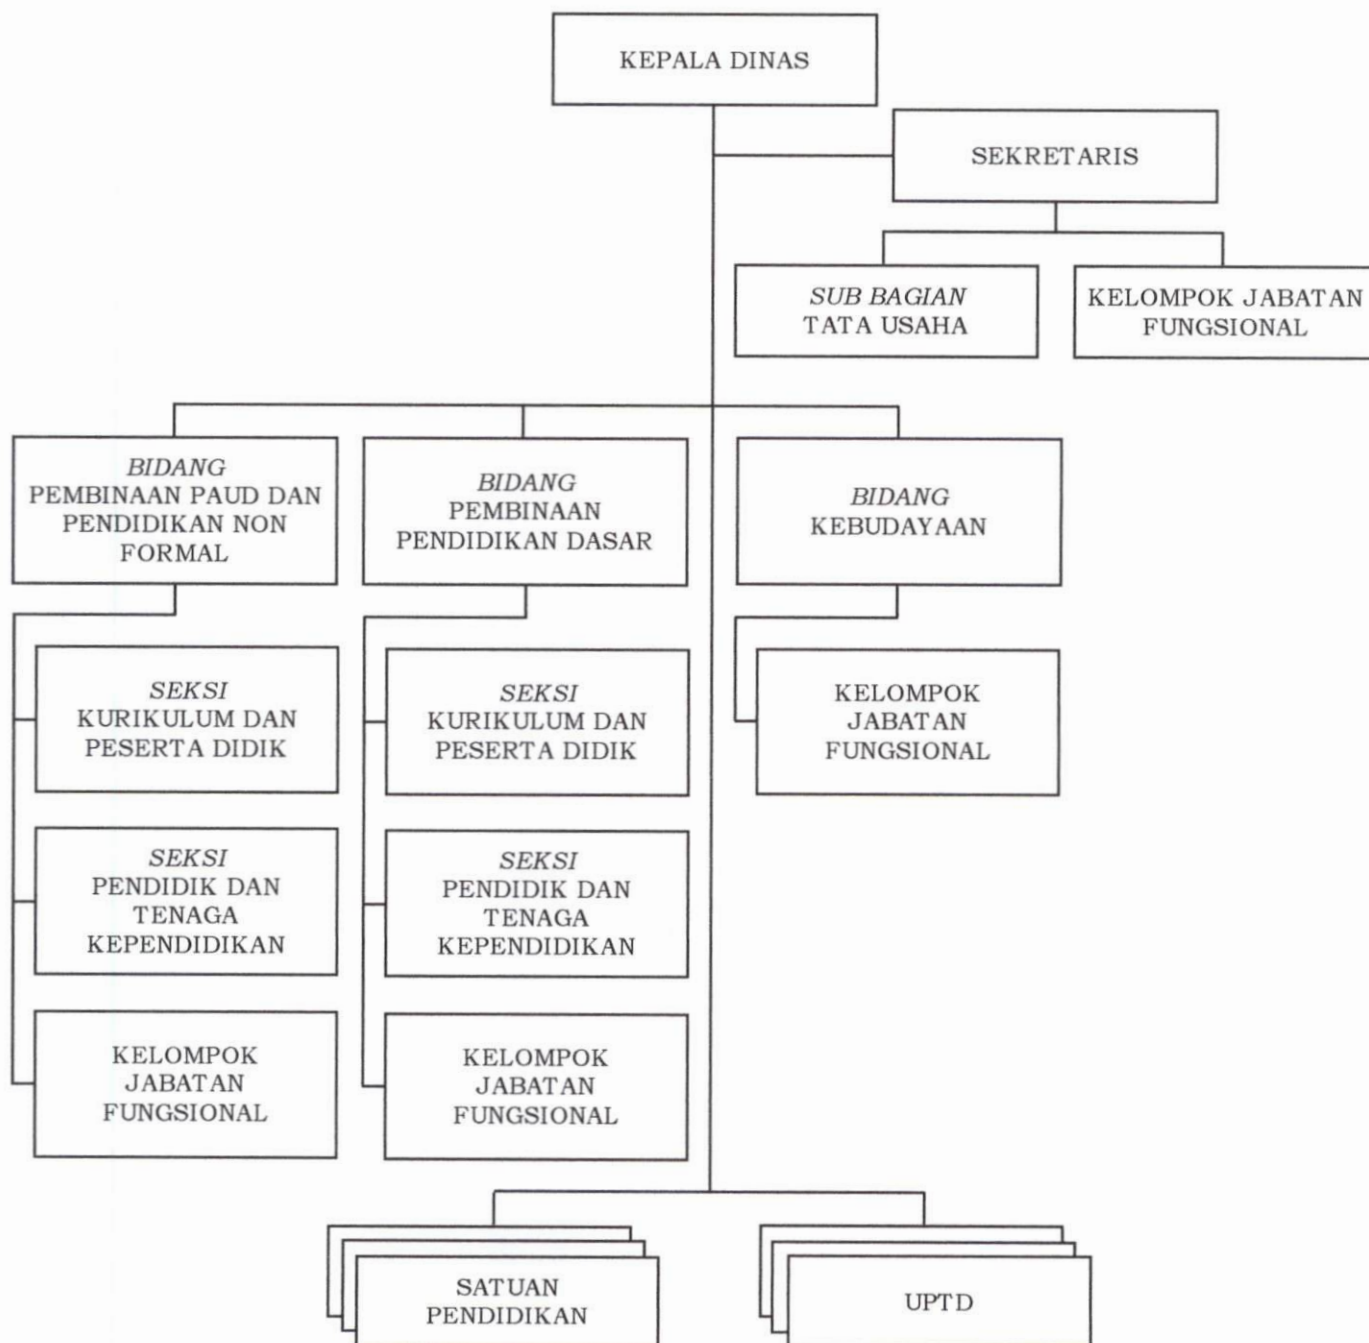 KEPALA DINAS
SEKRETARIS
SUB BAGIAN
TATA USAHA
KELOMPOK JABATAN
FUNGSIONAL
BIDANG
PEMBINAAN PAUD DAN
PENDIDIKAN NON
FORMAL
BIDANG
PEMBINAAN
PENDIDIKAN DASAR
BIDANG
KEBUDAYAAN
SEKSI
KURIKULUM DAN
PESERTA DIDIK
SEKSI
KURIKULUM DAN
PESERTA DIDIK
KELOMPOK
JABATAN
FUNGSIONAL
SEKSI
PENDIDIK DAN
TENAGA
KEPENDIDIKAN
SEKSI
PENDIDIK DAN
TENAGA
KEPENDIDIKAN
KELOMPOK
JABATAN
FUNGSIONAL
KELOMPOK
JABATAN
FUNGSIONAL
SATUAN
PENDIDIKAN
UPTD